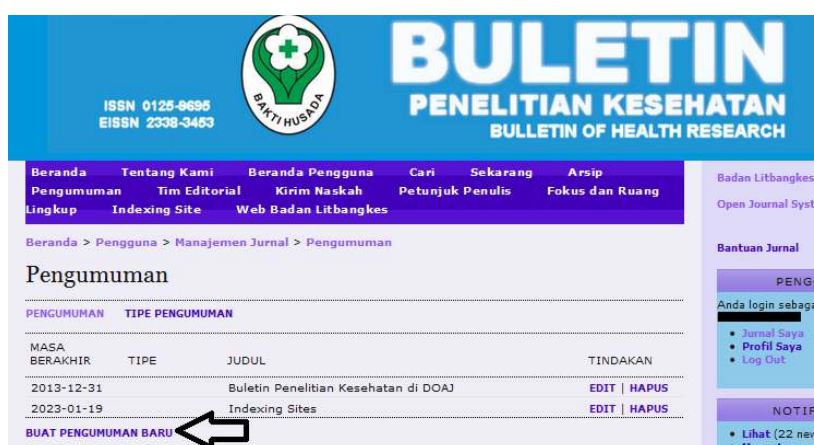 BULETIN
PENELITIAN KESEHATAN
BULLETIN OF HEALTH RESEARCH
ISSN 0125-9695
EISSN 2338-3453
BAKTI HUSADA
Beranda Tentang Kami Beranda Pengguna Cari Sekarang Arsip
Pengumuman Tim Editorial Kirim Naskah Petunjuk Penulis Fokus dan Ruang
Lingkup Indexing Site Web Badan Litbangkes
Beranda > Pengguna > Manajemen Jurnal > Pengumuman
Pengumuman
PENGUMUMAN TIPE PENGUMUMAN
MASA
BERAKHIR TIPE JUDUL TINDAKAN
2013-12-31 Buletin Penelitian Kesehatan di DOAJ EDIT | HAPUS
2023-01-19 Indexing Sites EDIT | HAPUS
BUAT PENGUMUMAN BARU
Badan Litbangkes
Open Journal Syst
Bantuan Jurnal
PENG
Anda login sebaga
Jurnal Saya
Profil Saya
Log Out
NOTIF
Lihat (22 new